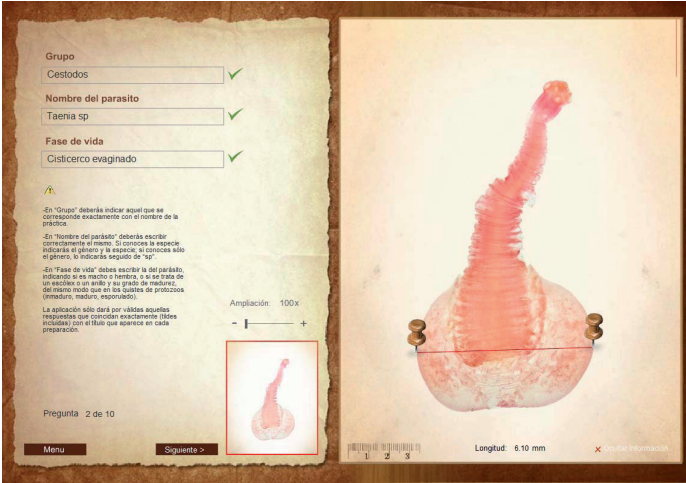 Grupo
Cestodos
Nombre del parasito
Taenia sp
Fase de vida
Cisticerco evaginado
-En "Grupo" deberás indicar aquel que se
corresponde exactamente con el nombre de la
práctica.
-En "Nombre del parásito" deberás escribir
correctamente el mismo. Si conoces la especie
indicarás el género y la especie; si conoces sólo
el género, lo indicarás seguido de "sp".
-En "Fase de vida" debes escribir la del parásito,
indicando si es macho o hembra, o si se trata de
un escólex o un anillo y su grado de madurez,
del mismo modo que en los quistes de protozoos
(inmaduro, maduro, esporulado).
La aplicación sólo dará por válidas aquellas
respuestas que coincidan exactamente (tildes
incluidas) con el título que aparece en cada
preparación.
Ampliación: 100x
- +
Pregunta 2 de 10
Menu
Siguiente >
1 2 3
Longitud: 6.10 mm
Ocultar información